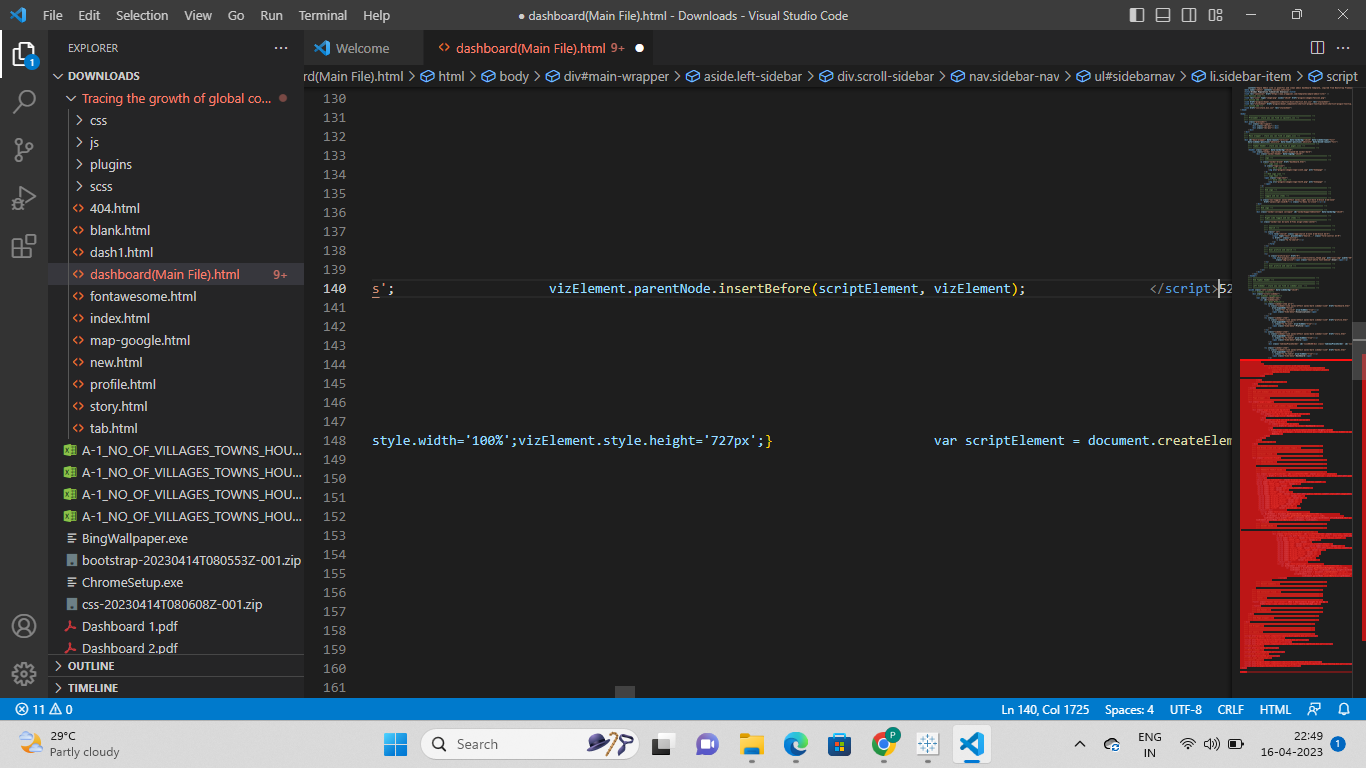 File Edit Selection View Go Run Terminal Help
● dashboard(Main File).html - Downloads - Visual Studio Code
EXPLORER
DOWNLOADS
Tracing the growth of global co...
css
js
plugins
scss
404.html
blank.html
dash1.html
dashboard(Main File).html 9+
fontawesome.html
index.html
map-google.html
new.html
profile.html
story.html
tab.html
A-1_NO_OF_VILLAGES_TOWNS_HOU...
A-1_NO_OF_VILLAGES_TOWNS_HOU...
A-1_NO_OF_VILLAGES_TOWNS_HOU...
A-1_NO_OF_VILLAGES_TOWNS_HOU...
BingWallpaper.exe
bootstrap-20230414T080553Z-001.zip
ChromeSetup.exe
css-20230414T080608Z-001.zip
Dashboard 1.pdf
Dashboard 2.pdf
OUTLINE
TIMELINE
Welcome
dashboard(Main File).html 9+
rd(Main File).html > html > body > div#main-wrapper > aside.left-sidebar > div.scroll-sidebar > nav.sidebar-nav > ul#sidebarnav > li.sidebar-item > script
130
131
132
133
134
135
136
137
138
139
140 s'; vizElement.parentNode.insertBefore(scriptElement, vizElement); </script>52
141
142
143
144
145
146
147
148 style.width='100%';vizElement.style.height='727px';} var scriptElement = document.createElem
149
150
151
152
153
154
155
156
157
158
159
160
161
11 0
Ln 140, Col 1725 Spaces: 4 UTF-8 CRLF HTML
29°C
Partly cloudy
Search
P
ENG
IN
22:49
16-04-2023
1
1